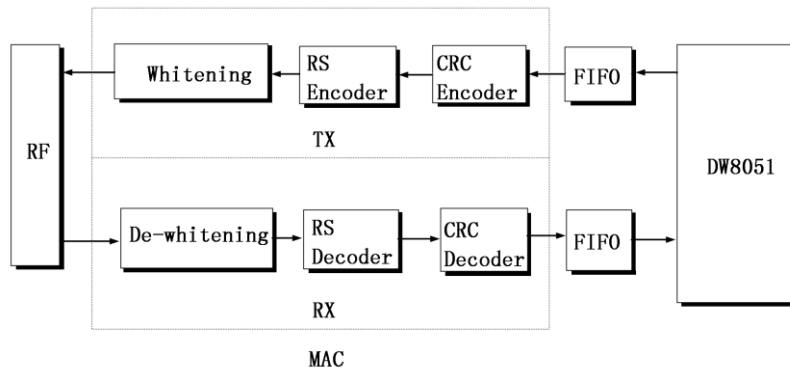 RF
Whitening
RS
Encoder
CRC
Encoder
FIFO
DW8051
TX
De-whitening
RS
Decoder
CRC
Decoder
FIFO
RX
MAC